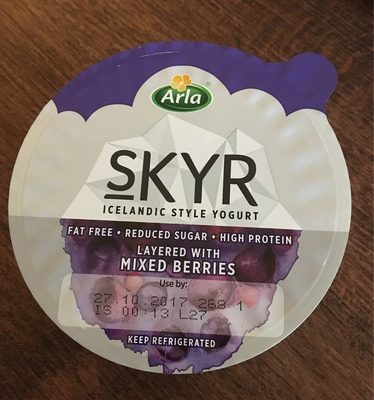 Arla
SKYR
ICELANDIC STYLE YOGURT
FAT FREE • REDUCED SUGAR • HIGH PROTEIN
LAYERED WITH
MIXED BERRIES
Use by:
27.10.2017 268 1
IS 00:13 L27
KEEP REFRIGERATED